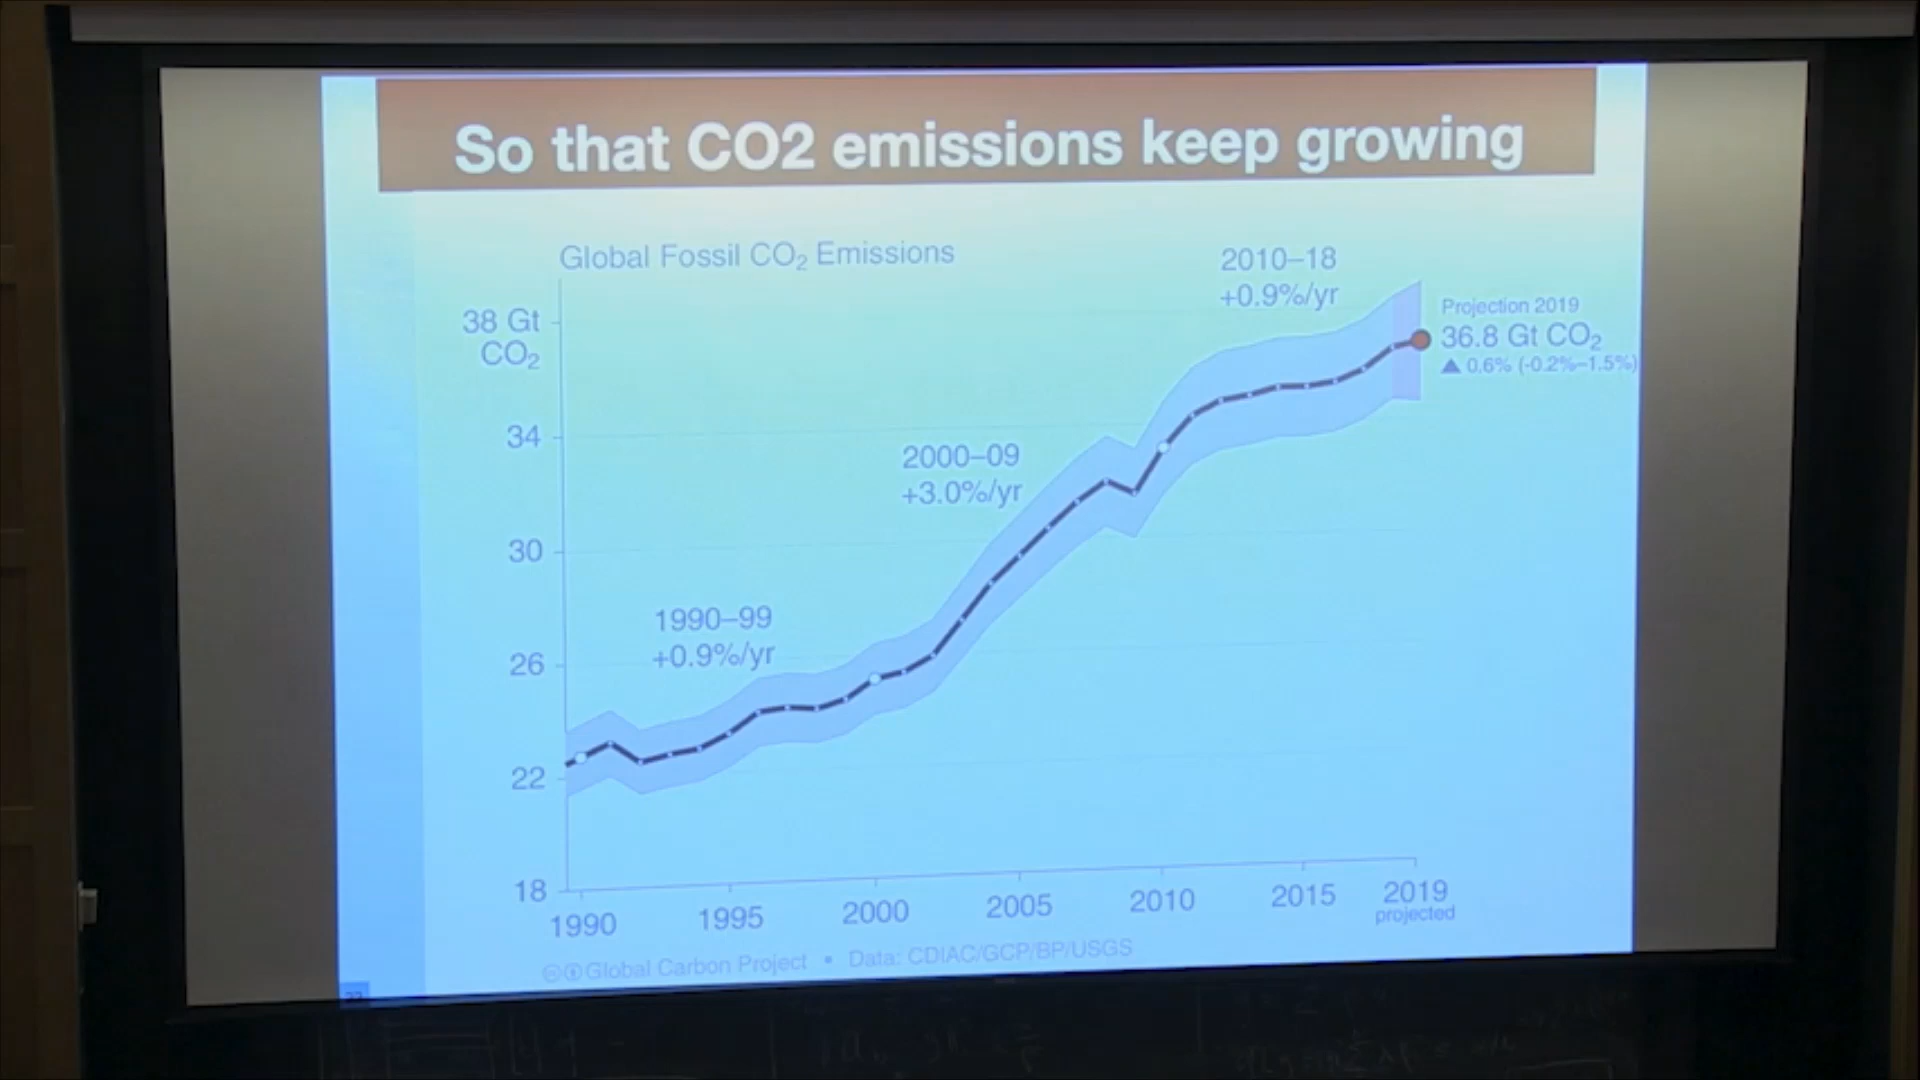 So that CO2 emissions keep growing
Global Fossil CO₂ Emissions
2010–18
+0.9%/yr
Projection 2019
36.8 Gt CO₂
▲ 0.6% (-0.2%–1.5%)
38 Gt
CO₂
34
2000–09
+3.0%/yr
30
1990–99
+0.9%/yr
26
22
18
1990
1995
2000
2005
2010
2015
2019
projected
Global Carbon Project • Data: CDIAC/GCP/BP/USGS